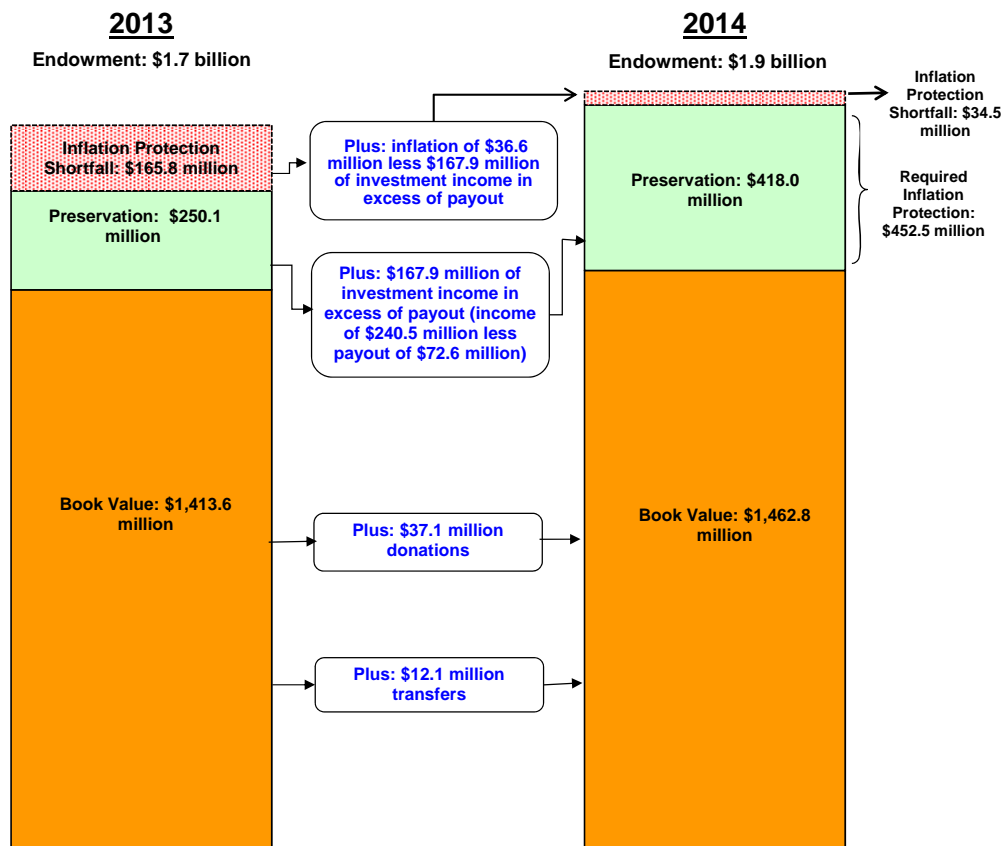 2013
Endowment: $1.7 billion
Inflation Protection
Shortfall: $165.8 million
Preservation: $250.1
million
Book Value: $1,413.6
million
Plus: inflation of $36.6
million less $167.9 million
of investment income in
excess of payout
Plus: $167.9 million of
investment income in
excess of payout (income
of $240.5 million less
payout of $72.6 million)
Plus: $37.1 million
donations
Plus: $12.1 million
transfers
2014
Endowment: $1.9 billion
Preservation: $418.0
million
Book Value: $1,462.8
million
Inflation
Protection
Shortfall: $34.5
million
Required
Inflation
Protection:
$452.5 million